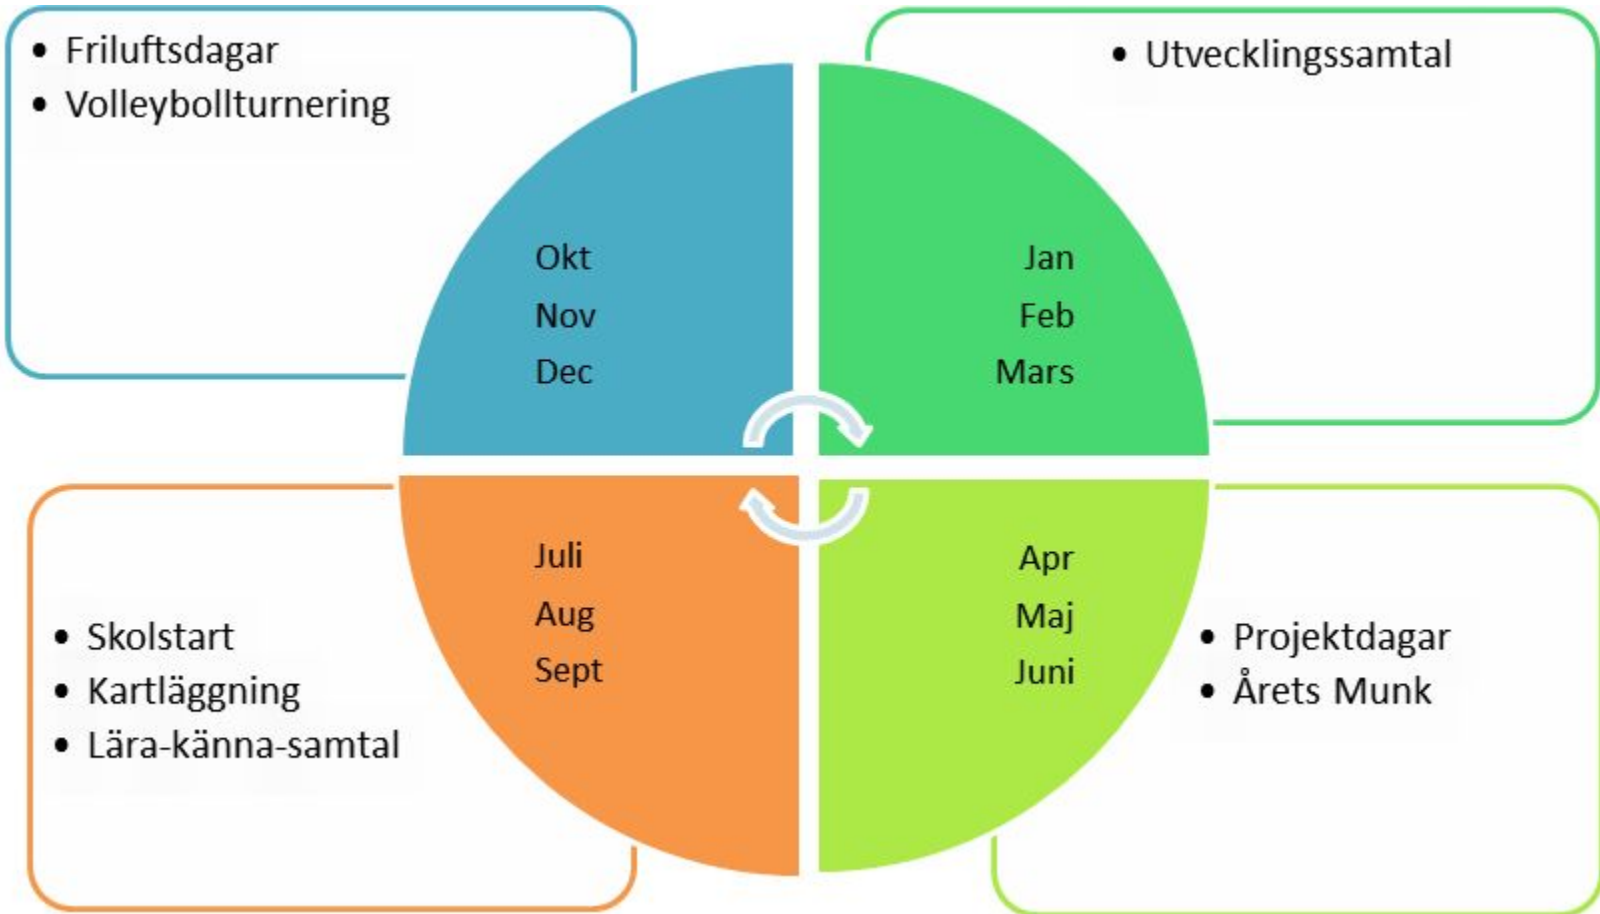 • Friluftsdagar
• Volleybollturnering
• Utvecklingssamtal
Okt
Nov
Dec
Jan
Feb
Mars
Juli
Aug
Sept
Apr
Maj
Juni
• Skolstart
• Kartläggning
• Lära-känna-samtal
• Projektdagar
• Årets Munk